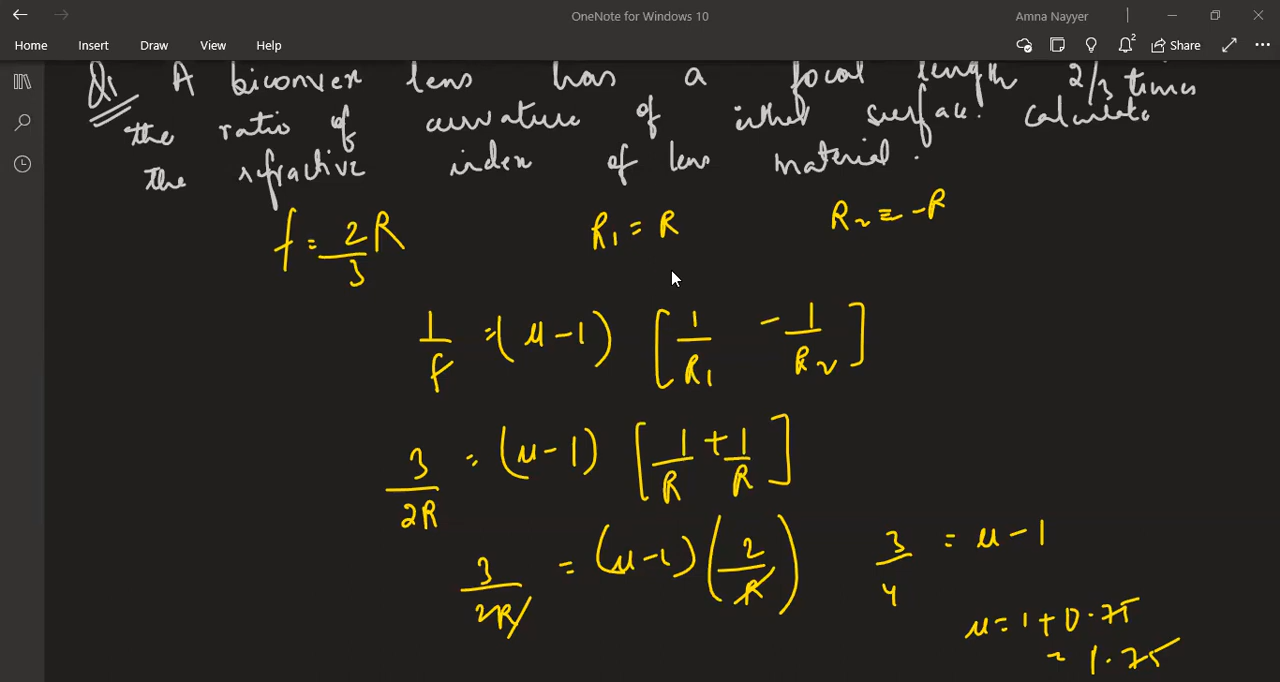 OneNote for Windows 10
Amna Nayyer
Home Insert Draw View Help
2
Share
Q1 A biconvex lens has a focal length 2/3 times
the ratio of curvature of either surface. Calculate
the refractive index of lens material.
f = 2/3 R R₁ = R R₂ = -R
1/f = (μ - 1) [1/R₁ - 1/R₂]
3/2R = (μ - 1) [1/R + 1/R]
3/2R = (μ - 1) (2/R) 3/4 = μ - 1
μ = 1 + 0.75
= 1.75